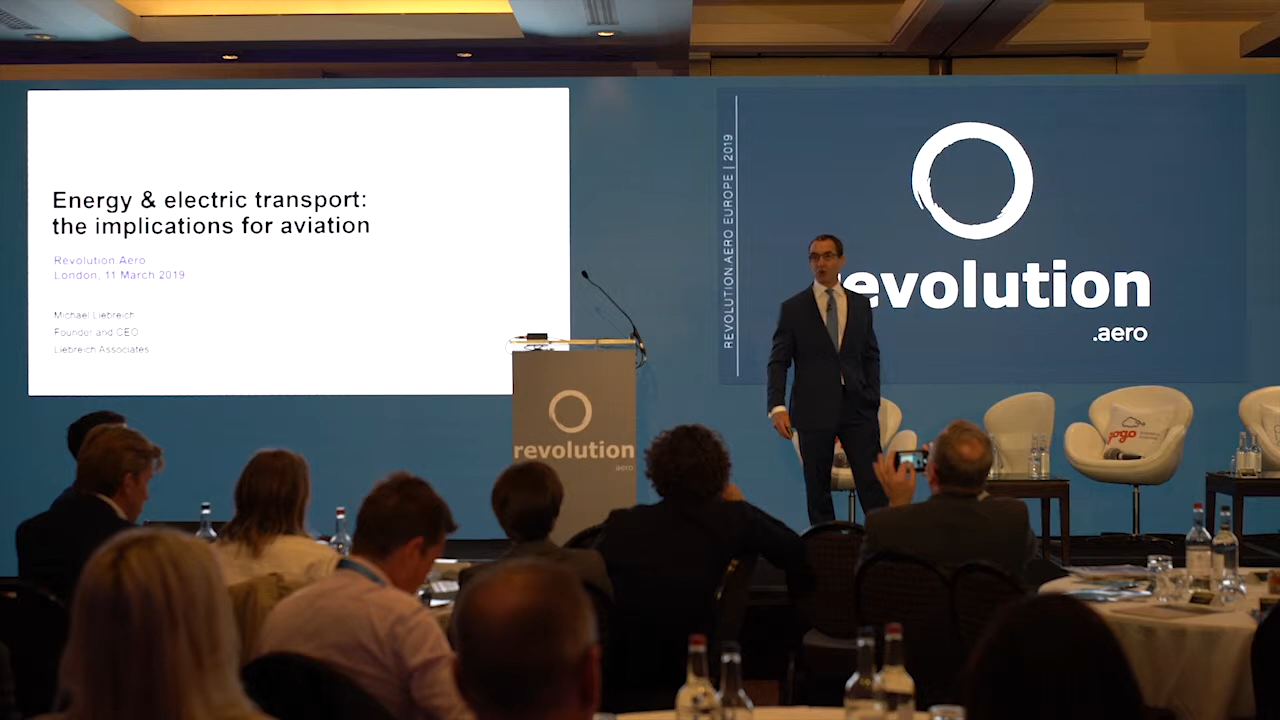 Energy & electric transport:
the implications for aviation
Revolution.Aero
London, 11 March 2019
Michael Liebreich
Founder and CEO
Liebreich Associates
REVOLUTION.AERO EUROPE | 2019
revolution
.aero
revolution
aero
gogo